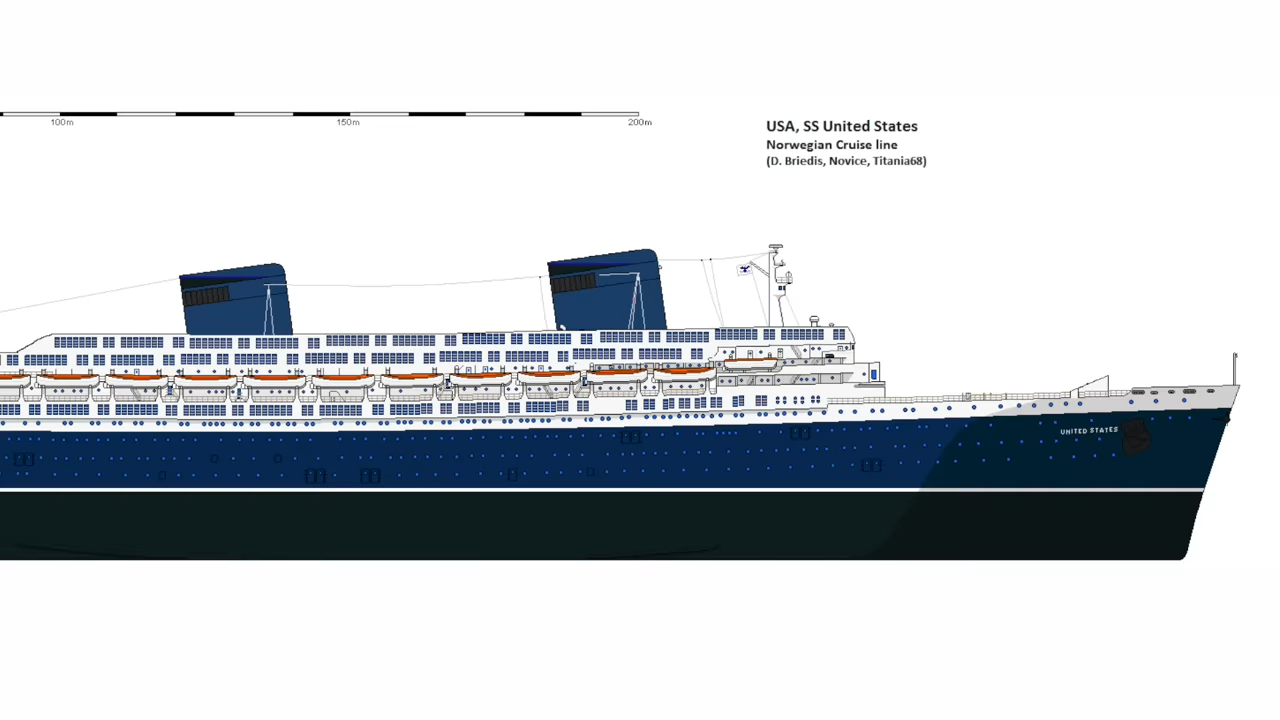 100m 150m 200m
USA, SS United States
Norwegian Cruise line
(D. Briedis, Novice, Titania68)
UNITED STATES